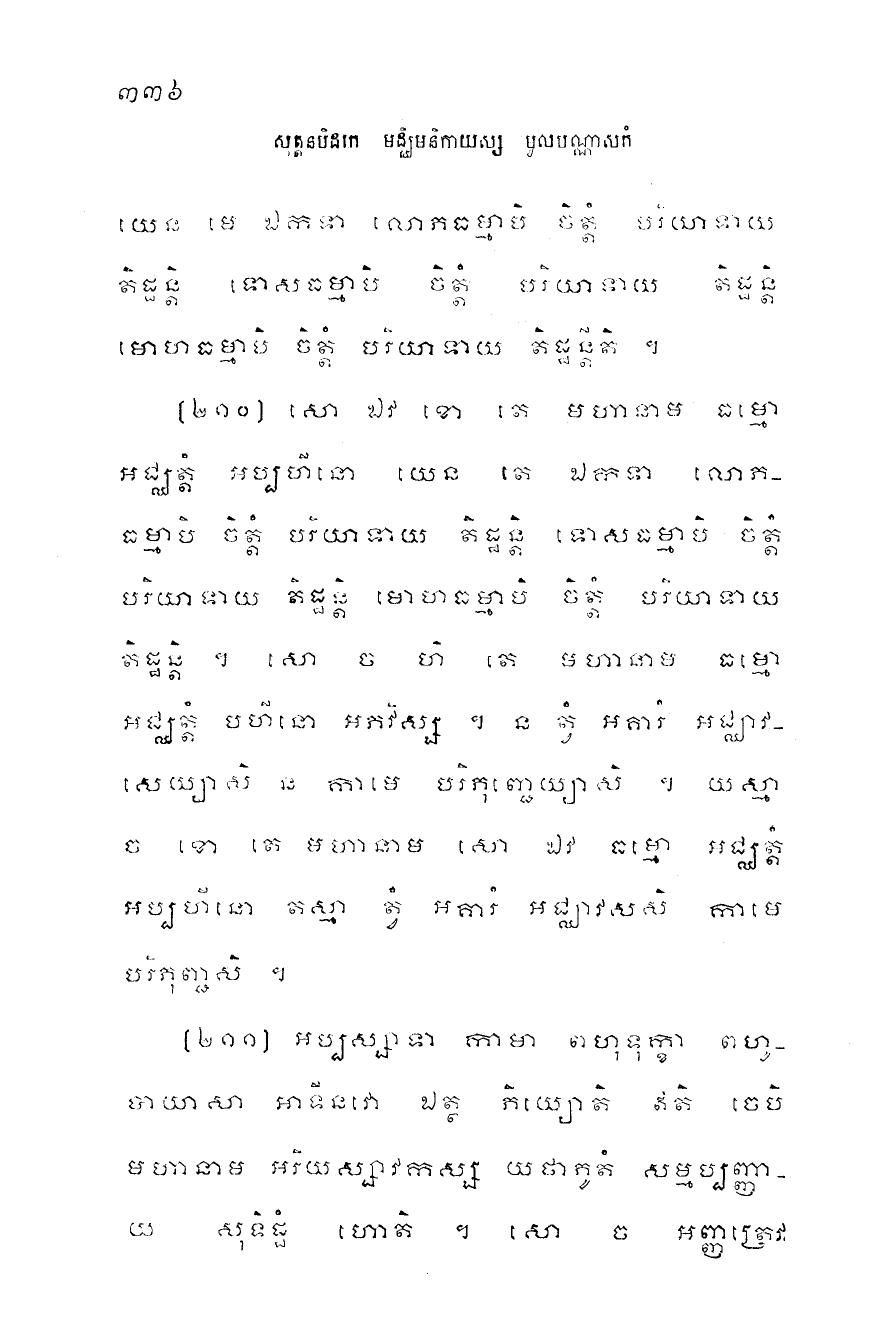 ៣៣៦
សុត្តនបិដកេ មជ្ឈិមនិកាយស្ស មូលបណ្ណាសកំ
យេន មេ ឯកទា លោភធម្មាបិ ចិត្តំ បរិយាទាយ
តិដ្ឋន្តិ ទោសធម្មាបិ ចិត្តំ បរិយាទាយ តិដ្ឋន្តិ
មោហធម្មាបិ ចិត្តំ បរិយាទាយ តិដ្ឋន្តីតិ ។
[២១០] សោ ឯវ ខោ តេ មហានាម ធម្មោ
អជ្ឈត្តំ អប្បហីនោ យេន តេ ឯកទា លោភ-
ធម្មាបិ ចិត្តំ បរិយាទាយ តិដ្ឋន្តិ ទោសធម្មាបិ ចិត្តំ
បរិយាទាយ តិដ្ឋន្តិ មោហធម្មាបិ ចិត្តំ បរិយាទាយ
តិដ្ឋន្តិ ។ សោ ច ហិ តេ មហានាម ធម្មោ
អជ្ឈត្តំ បហីនោ អភវិស្ស ។ ន ត្វំ អគារំ អជ្ឈាវ-
សេយ្យាសិ ន កាមេ បរិភុញ្ជេយ្យាសិ ។ យស្មា
ច ខោ តេ មហានាម សោ ឯវ ធម្មោ អជ្ឈត្តំ
អប្បហីនោ តស្មា ត្វំ អគារំ អជ្ឈាវសសិ កាមេ
បរិភុញ្ជសិ ។
[២១១] អប្បស្សាទា កាមា ពហុទុក្ខា ពហូ-
បាយាសា អាទីនវោ ឯត្ថ ភិយ្យោតិ ឥតិ ចេបិ
មហានាម អរិយស្សាវកស្ស យថាភូតំ សម្មប្បញ្ញា-
យ សុទិដ្ឋំ ហោតិ ។ សោ ច អញ្ញត្រេវ